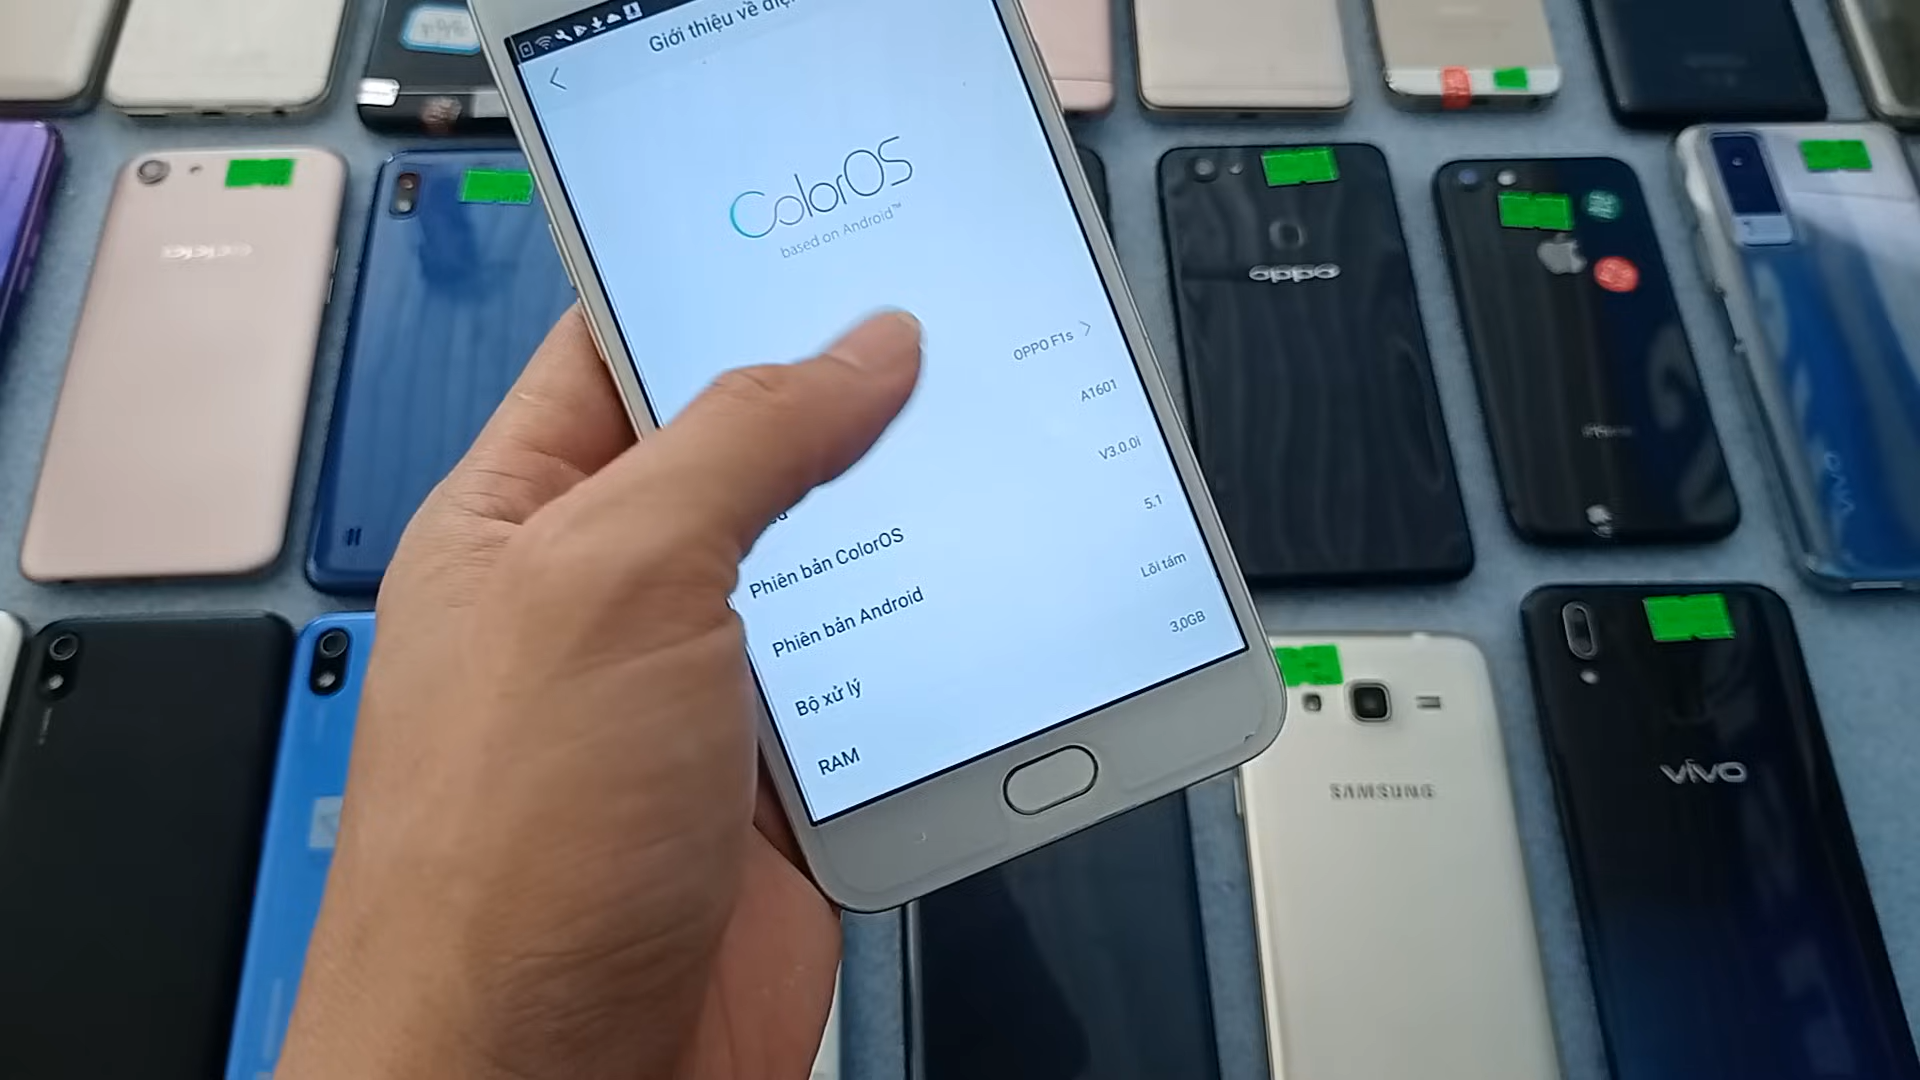 Giới thiệu về điện
ColorOS
based on Android™
OPPO F1s
A1601
V3.0.0i
Phiên bản ColorOS
5.1
Phiên bản Android
Lõi tám
Bộ xử lý
3,0GB
RAM
oppo
oppo
SAMSUNG
vivo
vivo